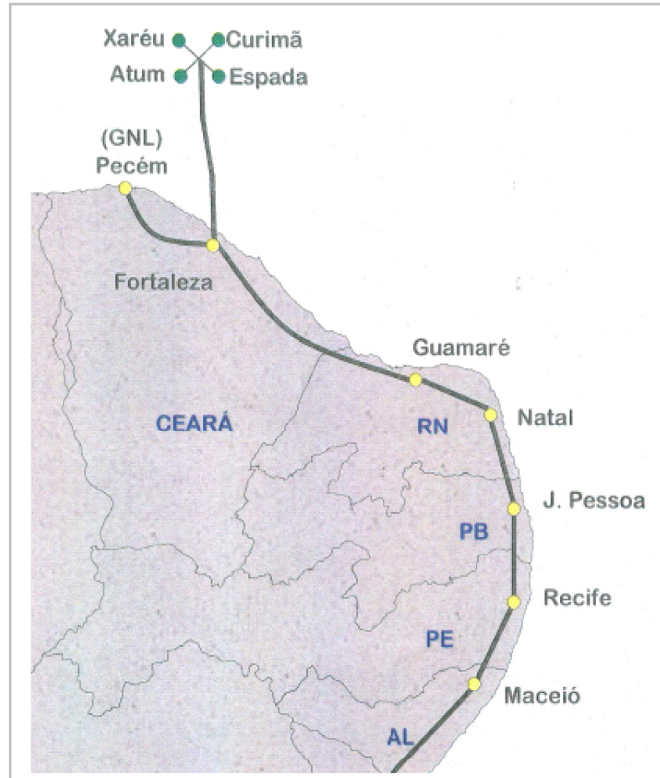 Xaréu
Curimã
Atum
Espada
(GNL)
Pecém
Fortaleza
Guamaré
CEARÁ
RN
Natal
J. Pessoa
PB
Recife
PE
Maceió
AL